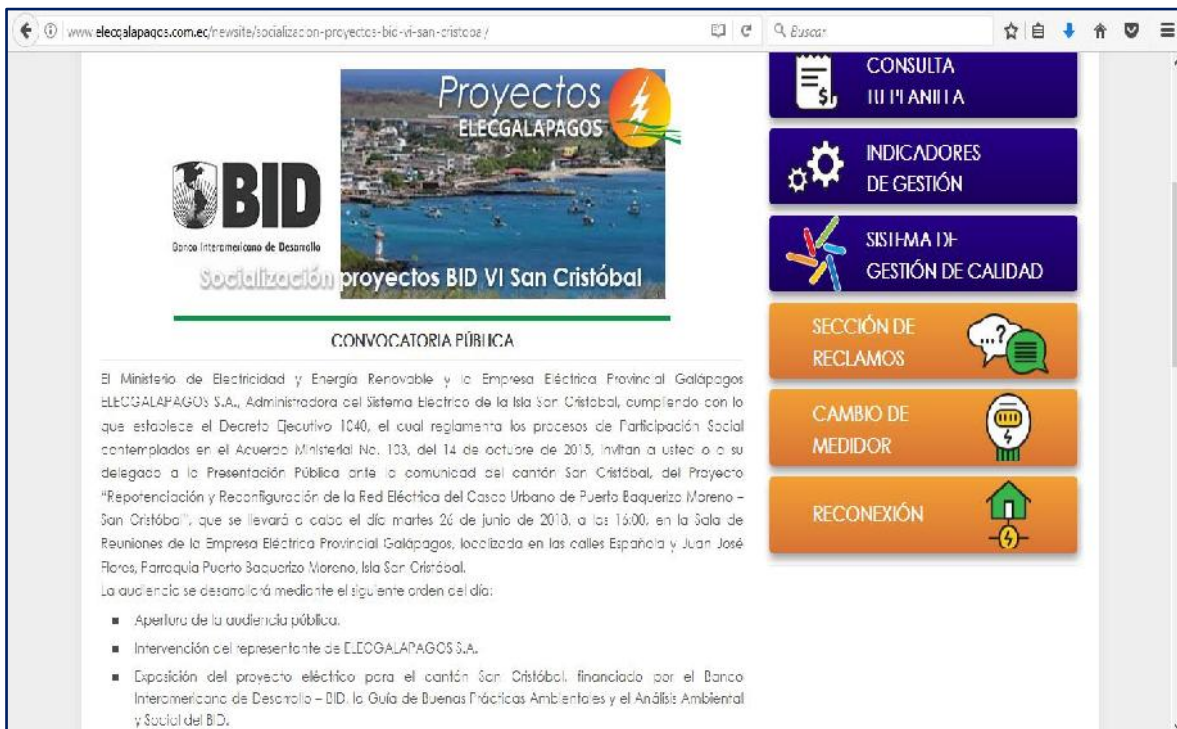 www.elecgalapagos.com.ec/newsite/socializacion-proyectos-bid-vi-san-cristobal/
Buscar
Proyectos
ELECGALAPAGOS
BID
Banco Interamericano de Desarrollo
Socialización proyectos BID VI San Cristóbal
CONVOCATORIA PÚBLICA
El Ministerio de Electricidad y Energía Renovable y la Empresa Eléctrica Provincial Galápagos
ELECGALAPAGOS S.A., Administradora del Sistema Eléctrico de la Isla San Cristóbal, cumpliendo con lo
que establece el Decreto Ejecutivo 1040, el cual reglamenta los procesos de Participación Social
contemplados en el Acuerdo Ministerial No. 103, del 14 de octubre de 2015, invitan a usted o a su
delegado a la Presentación Pública ante la comunidad del cantón San Cristóbal, del Proyecto
“Repotenciación y Reconfiguración de la Red Eléctrica del Casco Urbano de Puerto Baquerizo Moreno –
San Cristóbal”, que se llevará a cabo el día martes 26 de junio de 2018, a las 16:00, en la Sala de
Reuniones de la Empresa Eléctrica Provincial Galápagos, localizada en las calles Española y Juan José
Flores, Parroquia Puerto Baquerizo Moreno, Isla San Cristóbal.
La audiencia se desarrollará mediante el siguiente orden del día:
Apertura de la audiencia pública.
Intervención del representante de ELECGALAPAGOS S.A.
Exposición del proyecto eléctrico para el cantón San Cristóbal, financiado por el Banco
Interamericano de Desarrollo – BID, la Guía de Buenas Prácticas Ambientales y el Análisis Ambiental
y Social del BID.
CONSULTA
TU PLANILLA
INDICADORES
DE GESTIÓN
SISTEMA DE
GESTIÓN DE CALIDAD
SECCIÓN DE
RECLAMOS
CAMBIO DE
MEDIDOR
RECONEXIÓN